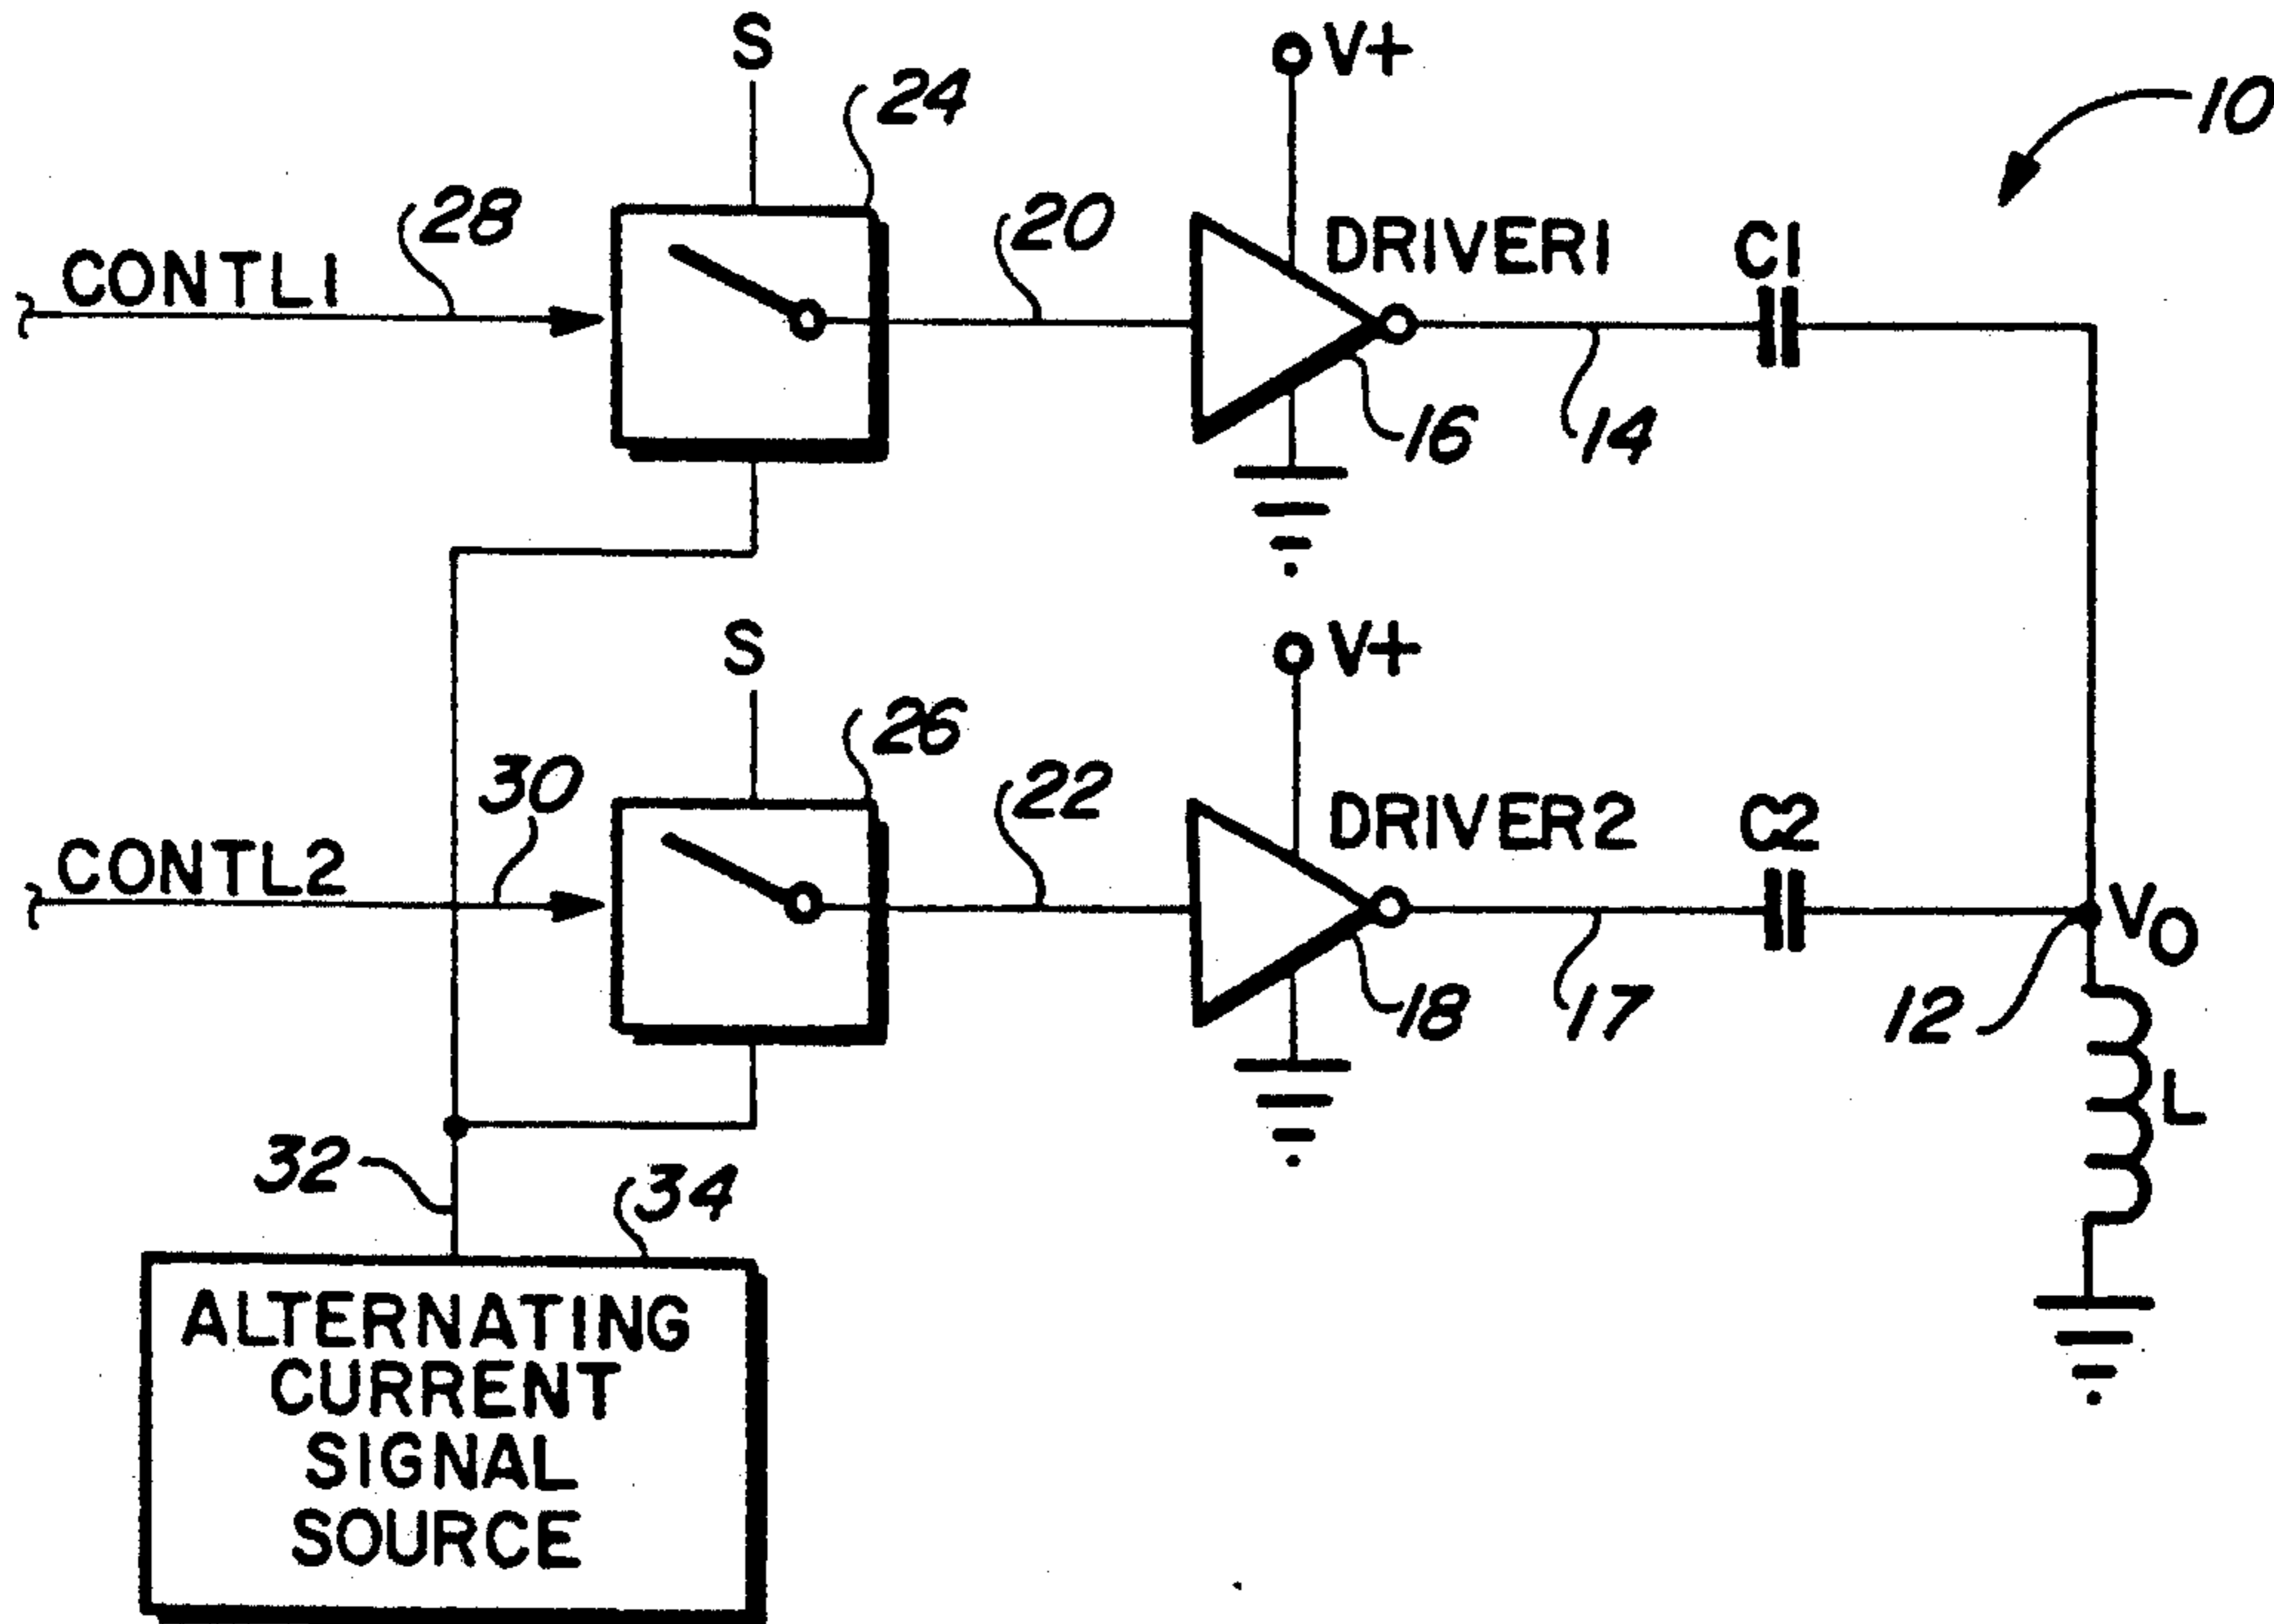 S
24
V+
10
28
CONTL1
20
DRIVER1
C1
16
14
S
V+
26
30
CONTL2
22
DRIVER2
C2
VO
18
17
12
L
32
34
ALTERNATING
CURRENT
SIGNAL
SOURCE